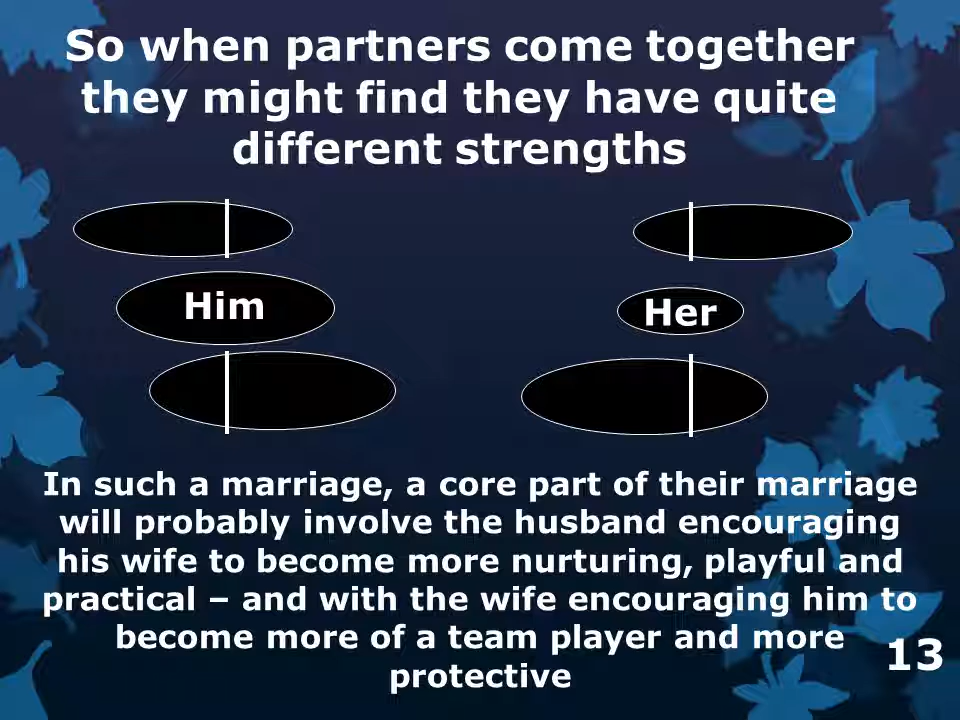 So when partners come together
they might find they have quite
different strengths
Him
Her
In such a marriage, a core part of their marriage
will probably involve the husband encouraging
his wife to become more nurturing, playful and
practical – and with the wife encouraging him to
become more of a team player and more
protective
13